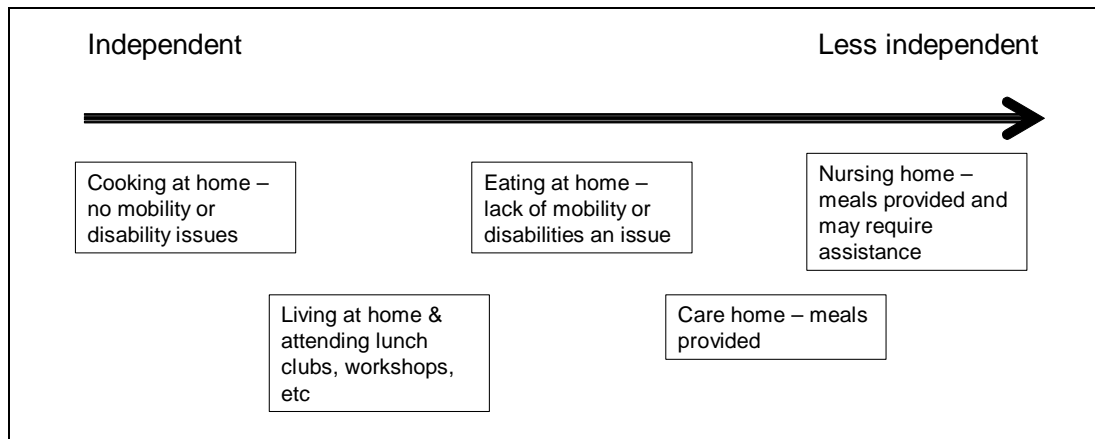 Independent
Less independent
Cooking at home –
no mobility or
disability issues
Eating at home –
lack of mobility or
disabilities an issue
Nursing home –
meals provided and
may require
assistance
Living at home &
attending lunch
clubs, workshops,
etc
Care home – meals
provided